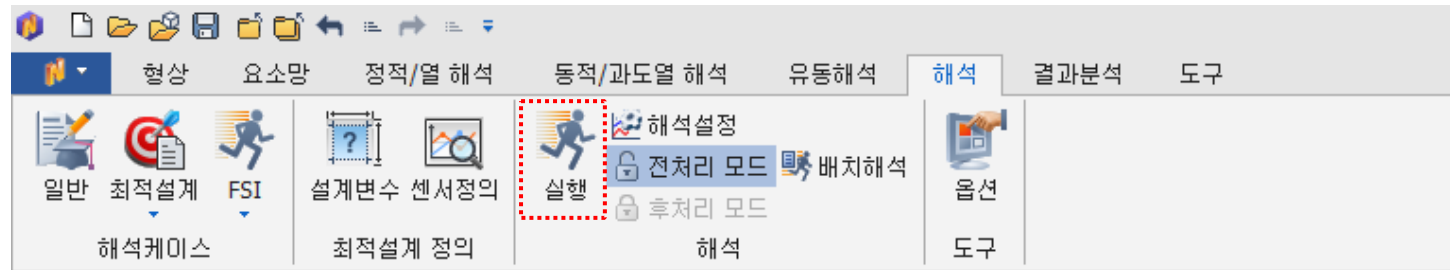 형상 요소망 정적/열 해석 동적/과도열 해석 유동해석 해석 결과분석 도구
일반 최적설계 FSI 설계변수 센서정의 실행 해석설정 전처리 모드 후처리 모드 배치해석 옵션
해석케이스 최적설계 정의 해석 도구